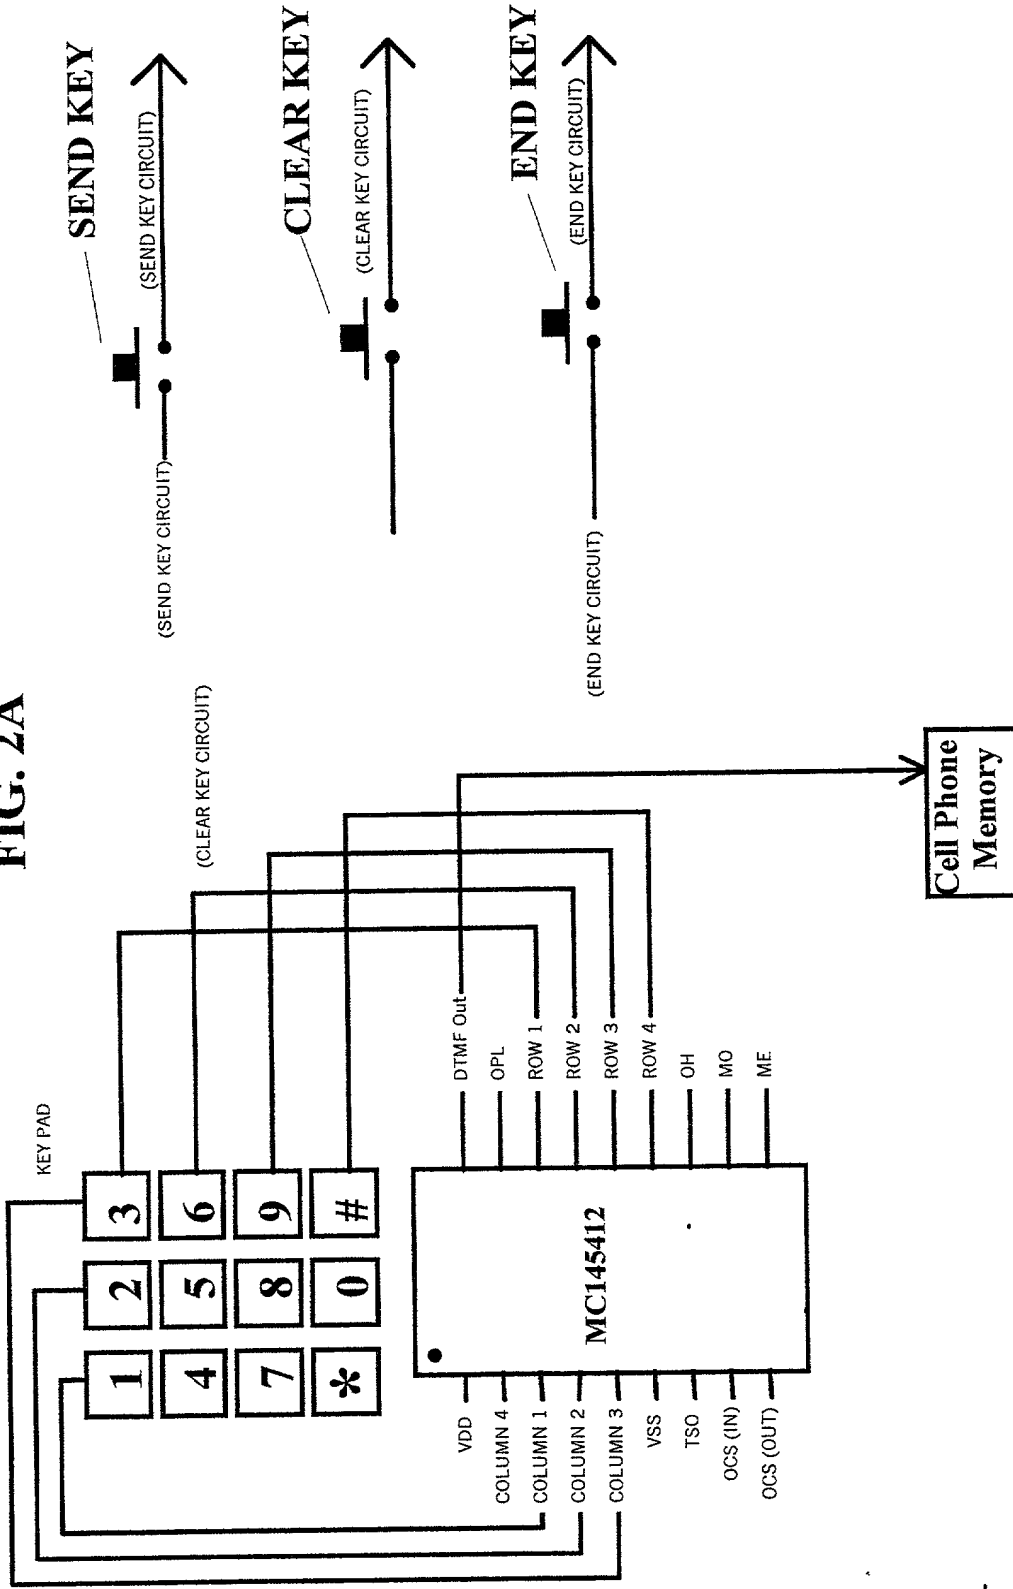 FIG. 2A
KEY PAD
1
2
3
4
5
6
7
8
9
*
0
#
(CLEAR KEY CIRCUIT)
SEND KEY
(SEND KEY CIRCUIT)
(SEND KEY CIRCUIT)
CLEAR KEY
(CLEAR KEY CIRCUIT)
END KEY
(END KEY CIRCUIT)
(END KEY CIRCUIT)
MC145412
VDD
COLUMN 4
COLUMN 1
COLUMN 2
COLUMN 3
VSS
TSO
OCS (IN)
OCS (OUT)
DTMF Out
OPL
ROW 1
ROW 2
ROW 3
ROW 4
OH
MO
ME
Cell Phone
Memory